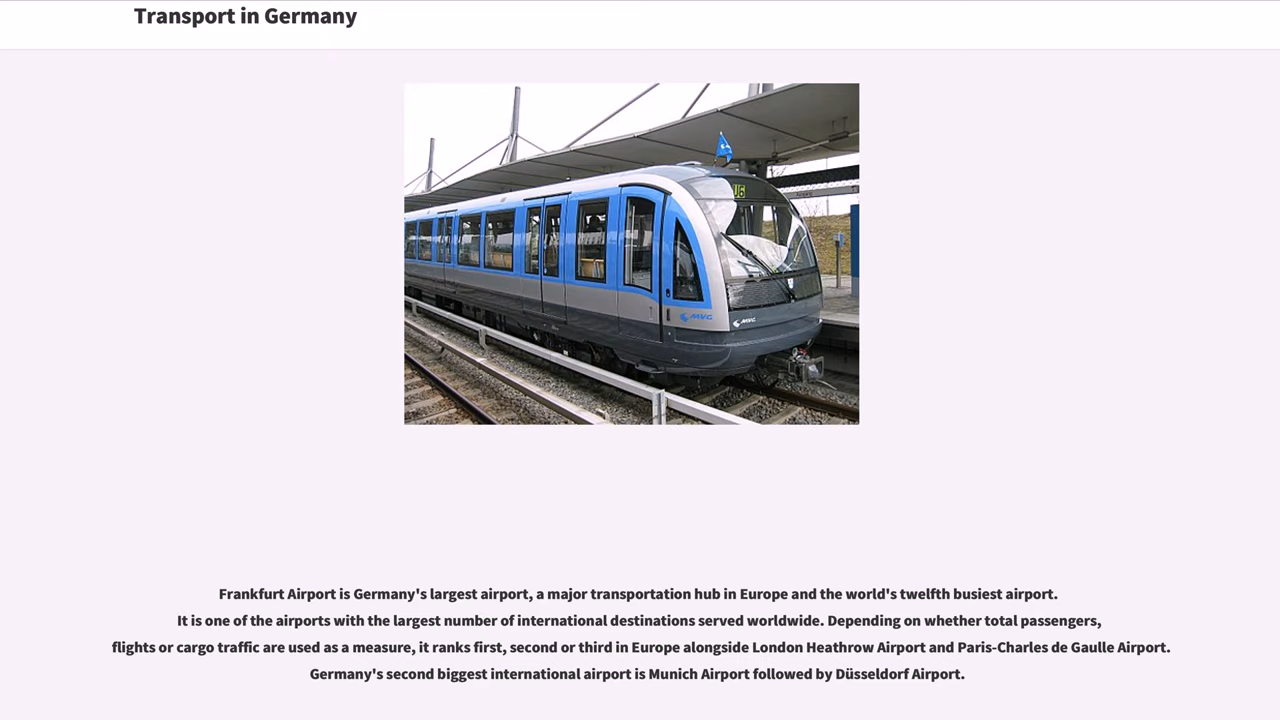 Transport in Germany
U6
MVG
MVG
Frankfurt Airport is Germany's largest airport, a major transportation hub in Europe and the world's twelfth busiest airport.
It is one of the airports with the largest number of international destinations served worldwide. Depending on whether total passengers,
flights or cargo traffic are used as a measure, it ranks first, second or third in Europe alongside London Heathrow Airport and Paris-Charles de Gaulle Airport.
Germany's second biggest international airport is Munich Airport followed by Düsseldorf Airport.